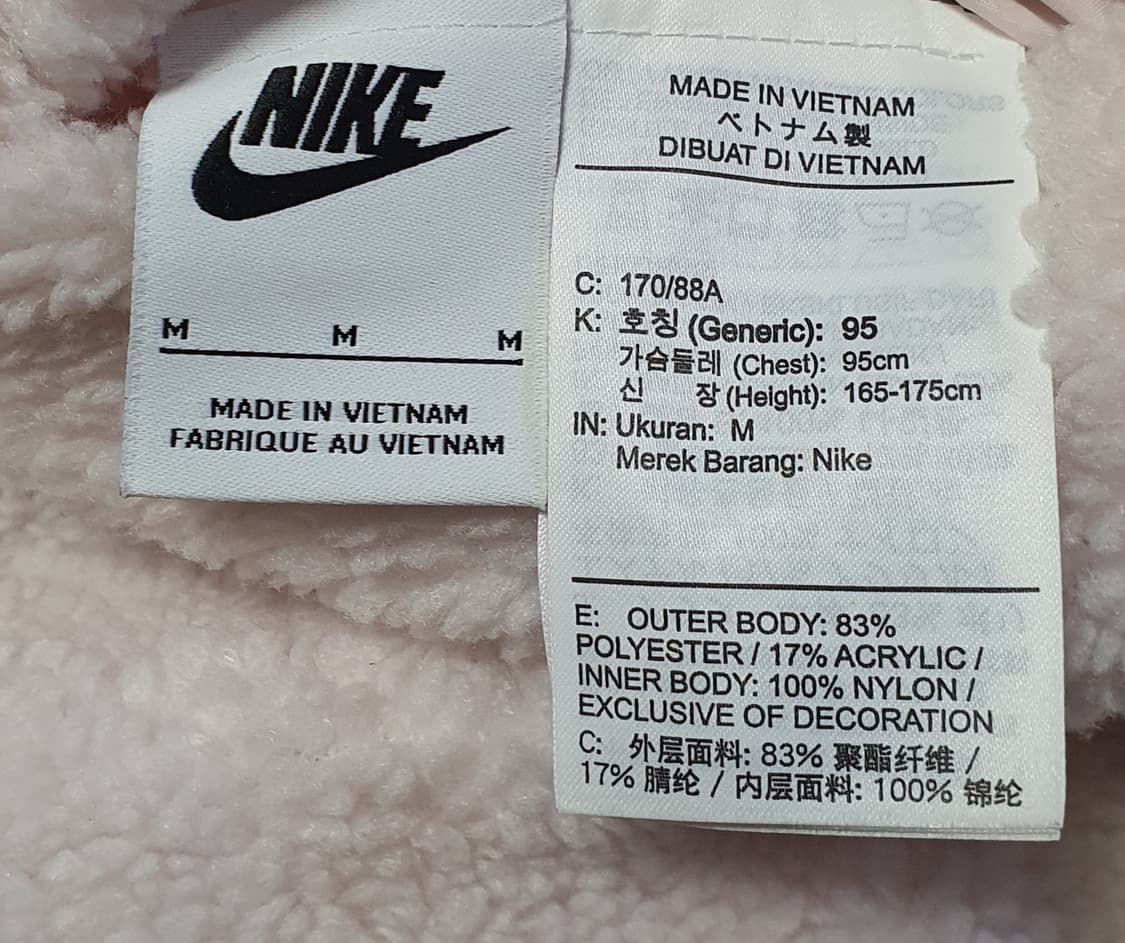 NIKE
M M M
MADE IN VIETNAM
FABRIQUE AU VIETNAM
MADE IN VIETNAM
ベトナム製
DIBUAT DI VIETNAM
C: 170/88A
K: 호칭 (Generic): 95
가슴둘레 (Chest): 95cm
신 장 (Height): 165-175cm
IN: Ukuran: M
Merek Barang: Nike
E: OUTER BODY: 83%
POLYESTER / 17% ACRYLIC /
INNER BODY: 100% NYLON /
EXCLUSIVE OF DECORATION
C: 外层面料: 83% 聚酯纤维 /
17% 腈纶 / 内层面料: 100% 锦纶